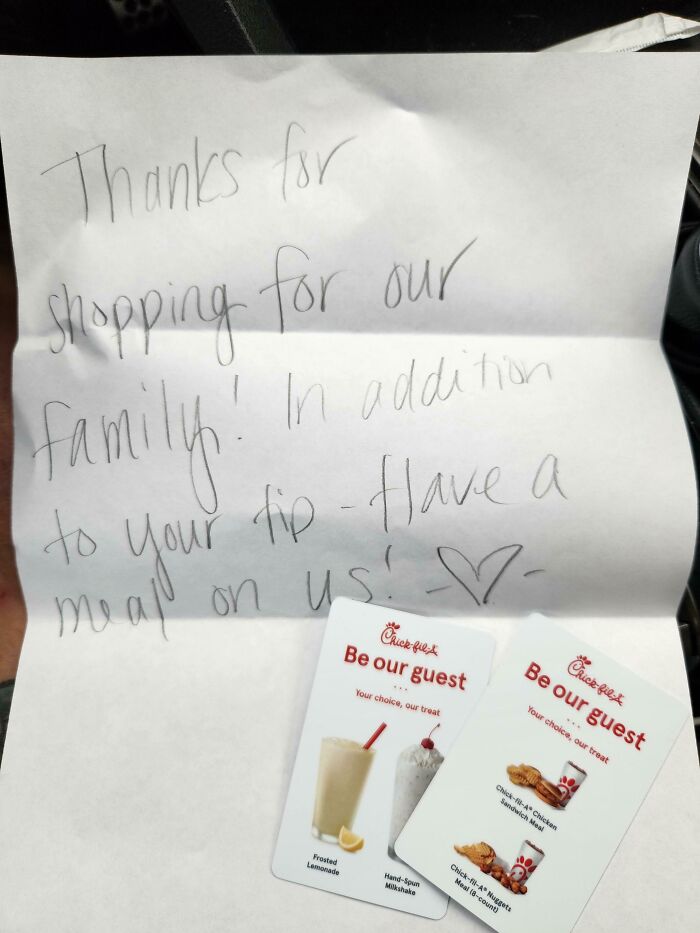 Thanks for
shopping for our
family! In addition
to your tip - Have a
meal on us! - ♡ -
Chick-fil-A
Be our guest
Your choice, our treat
Frosted
Lemonade
Hand-Spun
Milkshake
Chick-fil-A
Be our guest
Your choice, our treat
Chick-fil-A® Chicken
Sandwich Meal
Chick-fil-A® Nuggets
Meal (8-count)